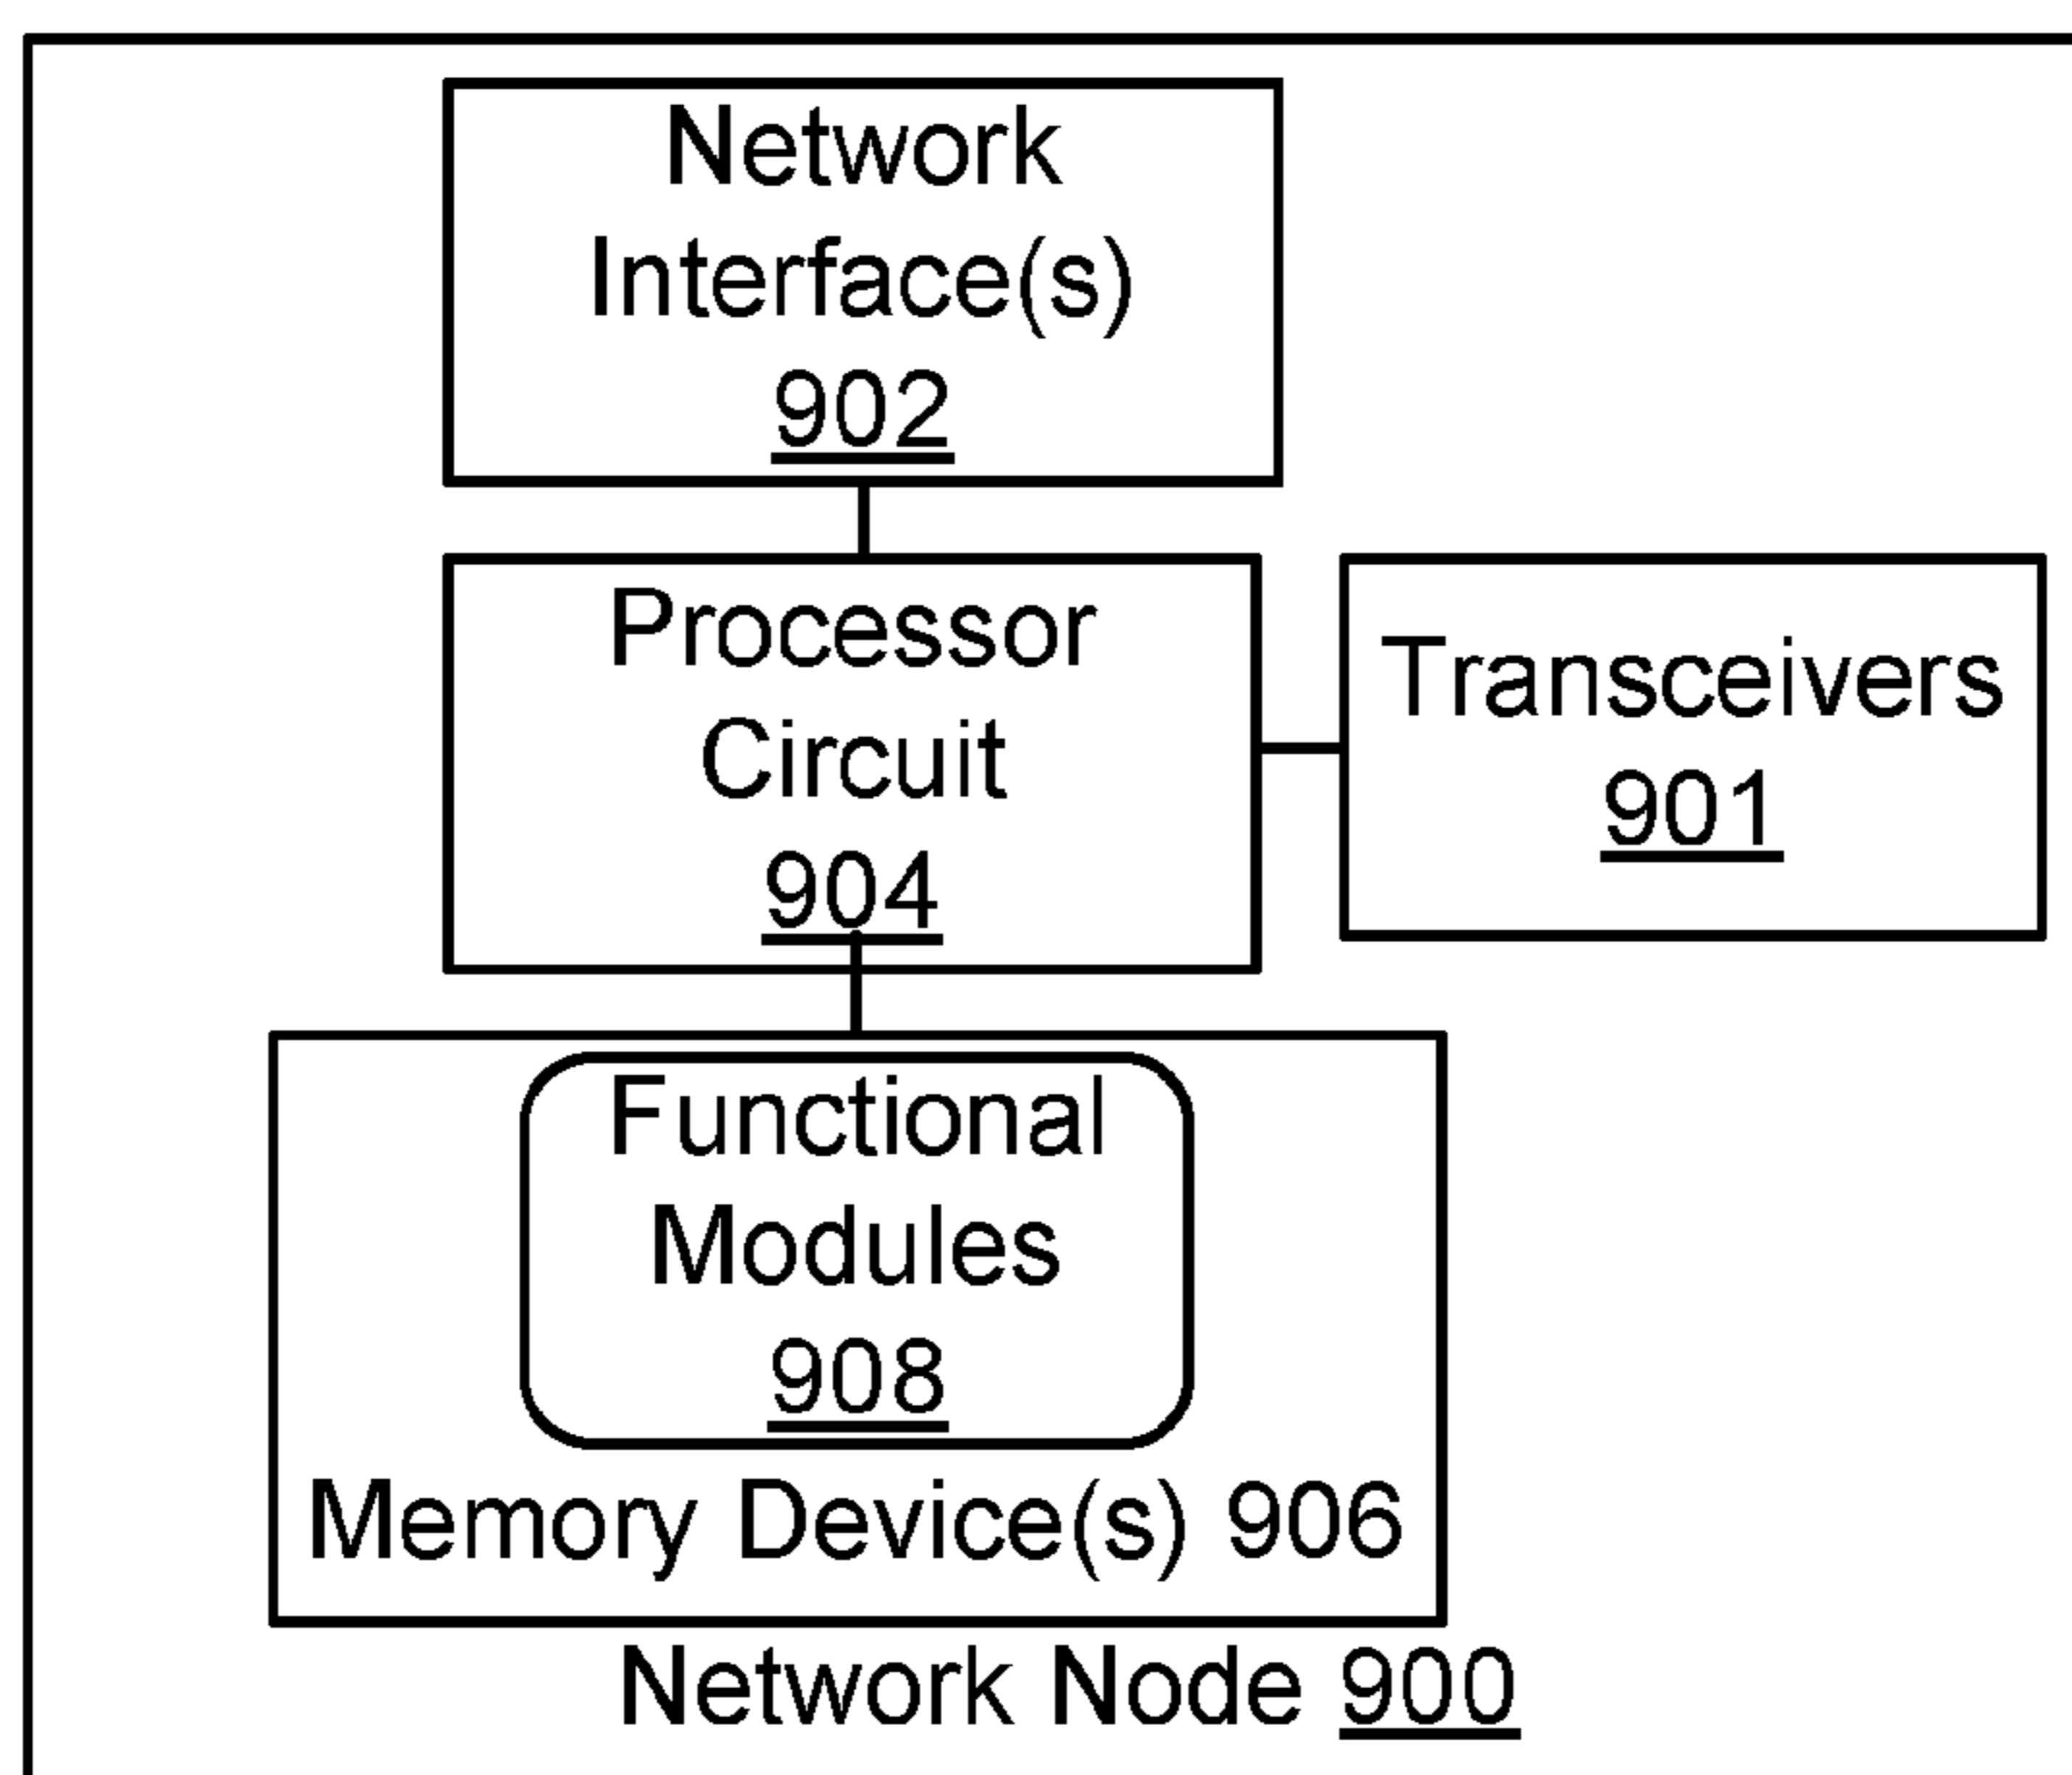 Network
Interface(s)
902
Processor
Circuit
904
Transceivers
901
Functional
Modules
908
Memory Device(s) 906
Network Node 900